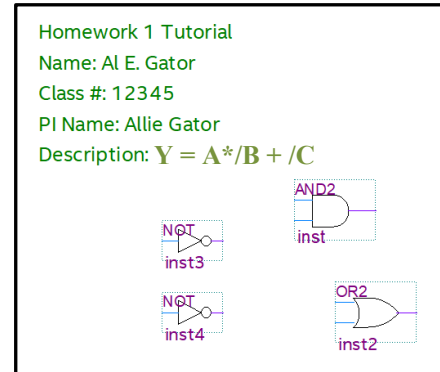 Homework 1 Tutorial
Name: Al E. Gator
Class #: 12345
PI Name: Allie Gator
Description: Y = A*/B + /C
AND2
inst
NOT
inst3
NOT
inst4
OR2
inst2